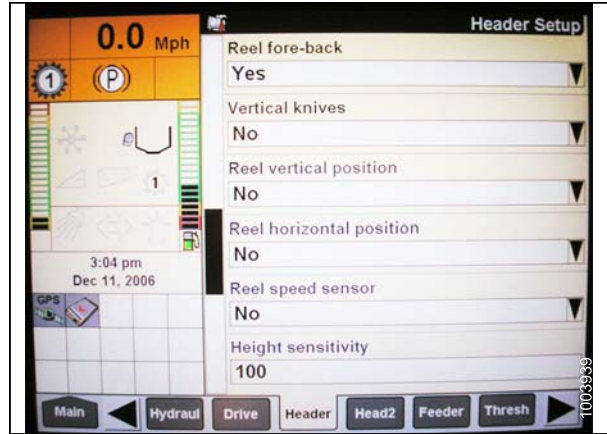 0.0 Mph
Header Setup
1
(P)
Reel fore-back
Yes
Vertical knives
No
Reel vertical position
No
1
Reel horizontal position
No
3:04 pm
Dec 11, 2006
Reel speed sensor
No
GPS
Height sensitivity
100
Main
Hydraul
Drive
Header
Head2
Feeder
Thresh
1003939